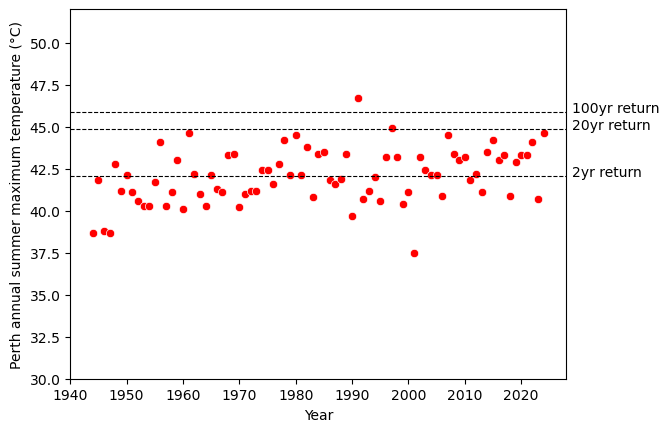 Perth annual summer maximum temperature (°C)
50.0
47.5
45.0
42.5
40.0
37.5
35.0
32.5
30.0
100yr return
20yr return
2yr return
1940 1950 1960 1970 1980 1990 2000 2010 2020
Year